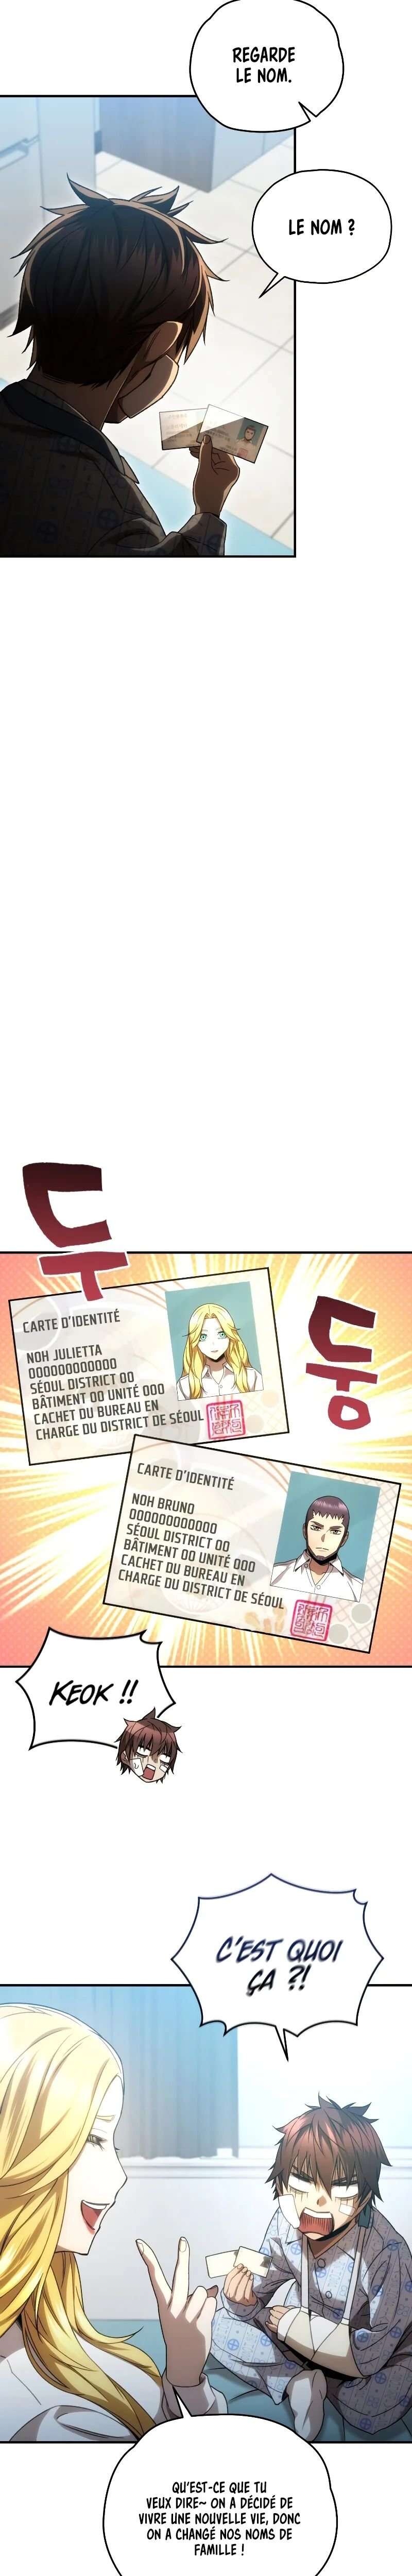 REGARDE
LE NOM.
LE NOM ?
두
둥
CARTE D'IDENTITÉ
NOH JULIETTA
000000000000
SÉOUL DISTRICT 00
BÂTIMENT 00 UNITÉ 000
CACHET DU BUREAU EN
CHARGE DU DISTRICT DE SÉOUL
CARTE D'IDENTITÉ
NOH BRUNO
000000000000
SÉOUL DISTRICT 00
BÂTIMENT 00 UNITÉ 000
CACHET DU BUREAU EN
CHARGE DU DISTRICT DE SÉOUL
KEOK !!
C'EST QUOI
ÇA ?!
QU'EST-CE QUE TU
VEUX DIRE~ ON A DÉCIDÉ DE
VIVRE UNE NOUVELLE VIE, DONC
ON A CHANGÉ NOS NOMS DE
FAMILLE !